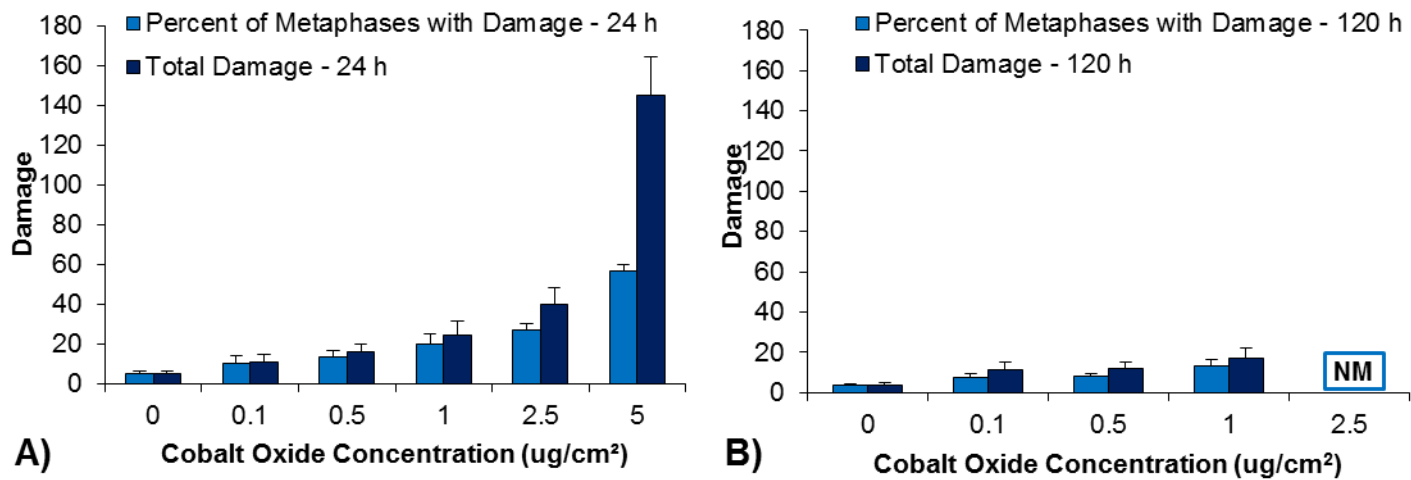 Percent of Metaphases with Damage - 24 h
Total Damage - 24 h
180
160
140
120
100
80
60
40
20
0
Damage
0 0.1 0.5 1 2.5 5
Cobalt Oxide Concentration (ug/cm²)
A)
Percent of Metaphases with Damage - 120 h
Total Damage - 120 h
180
160
140
120
100
80
60
40
20
0
Damage
NM
0 0.1 0.5 1 2.5
Cobalt Oxide Concentration (ug/cm²)
B)